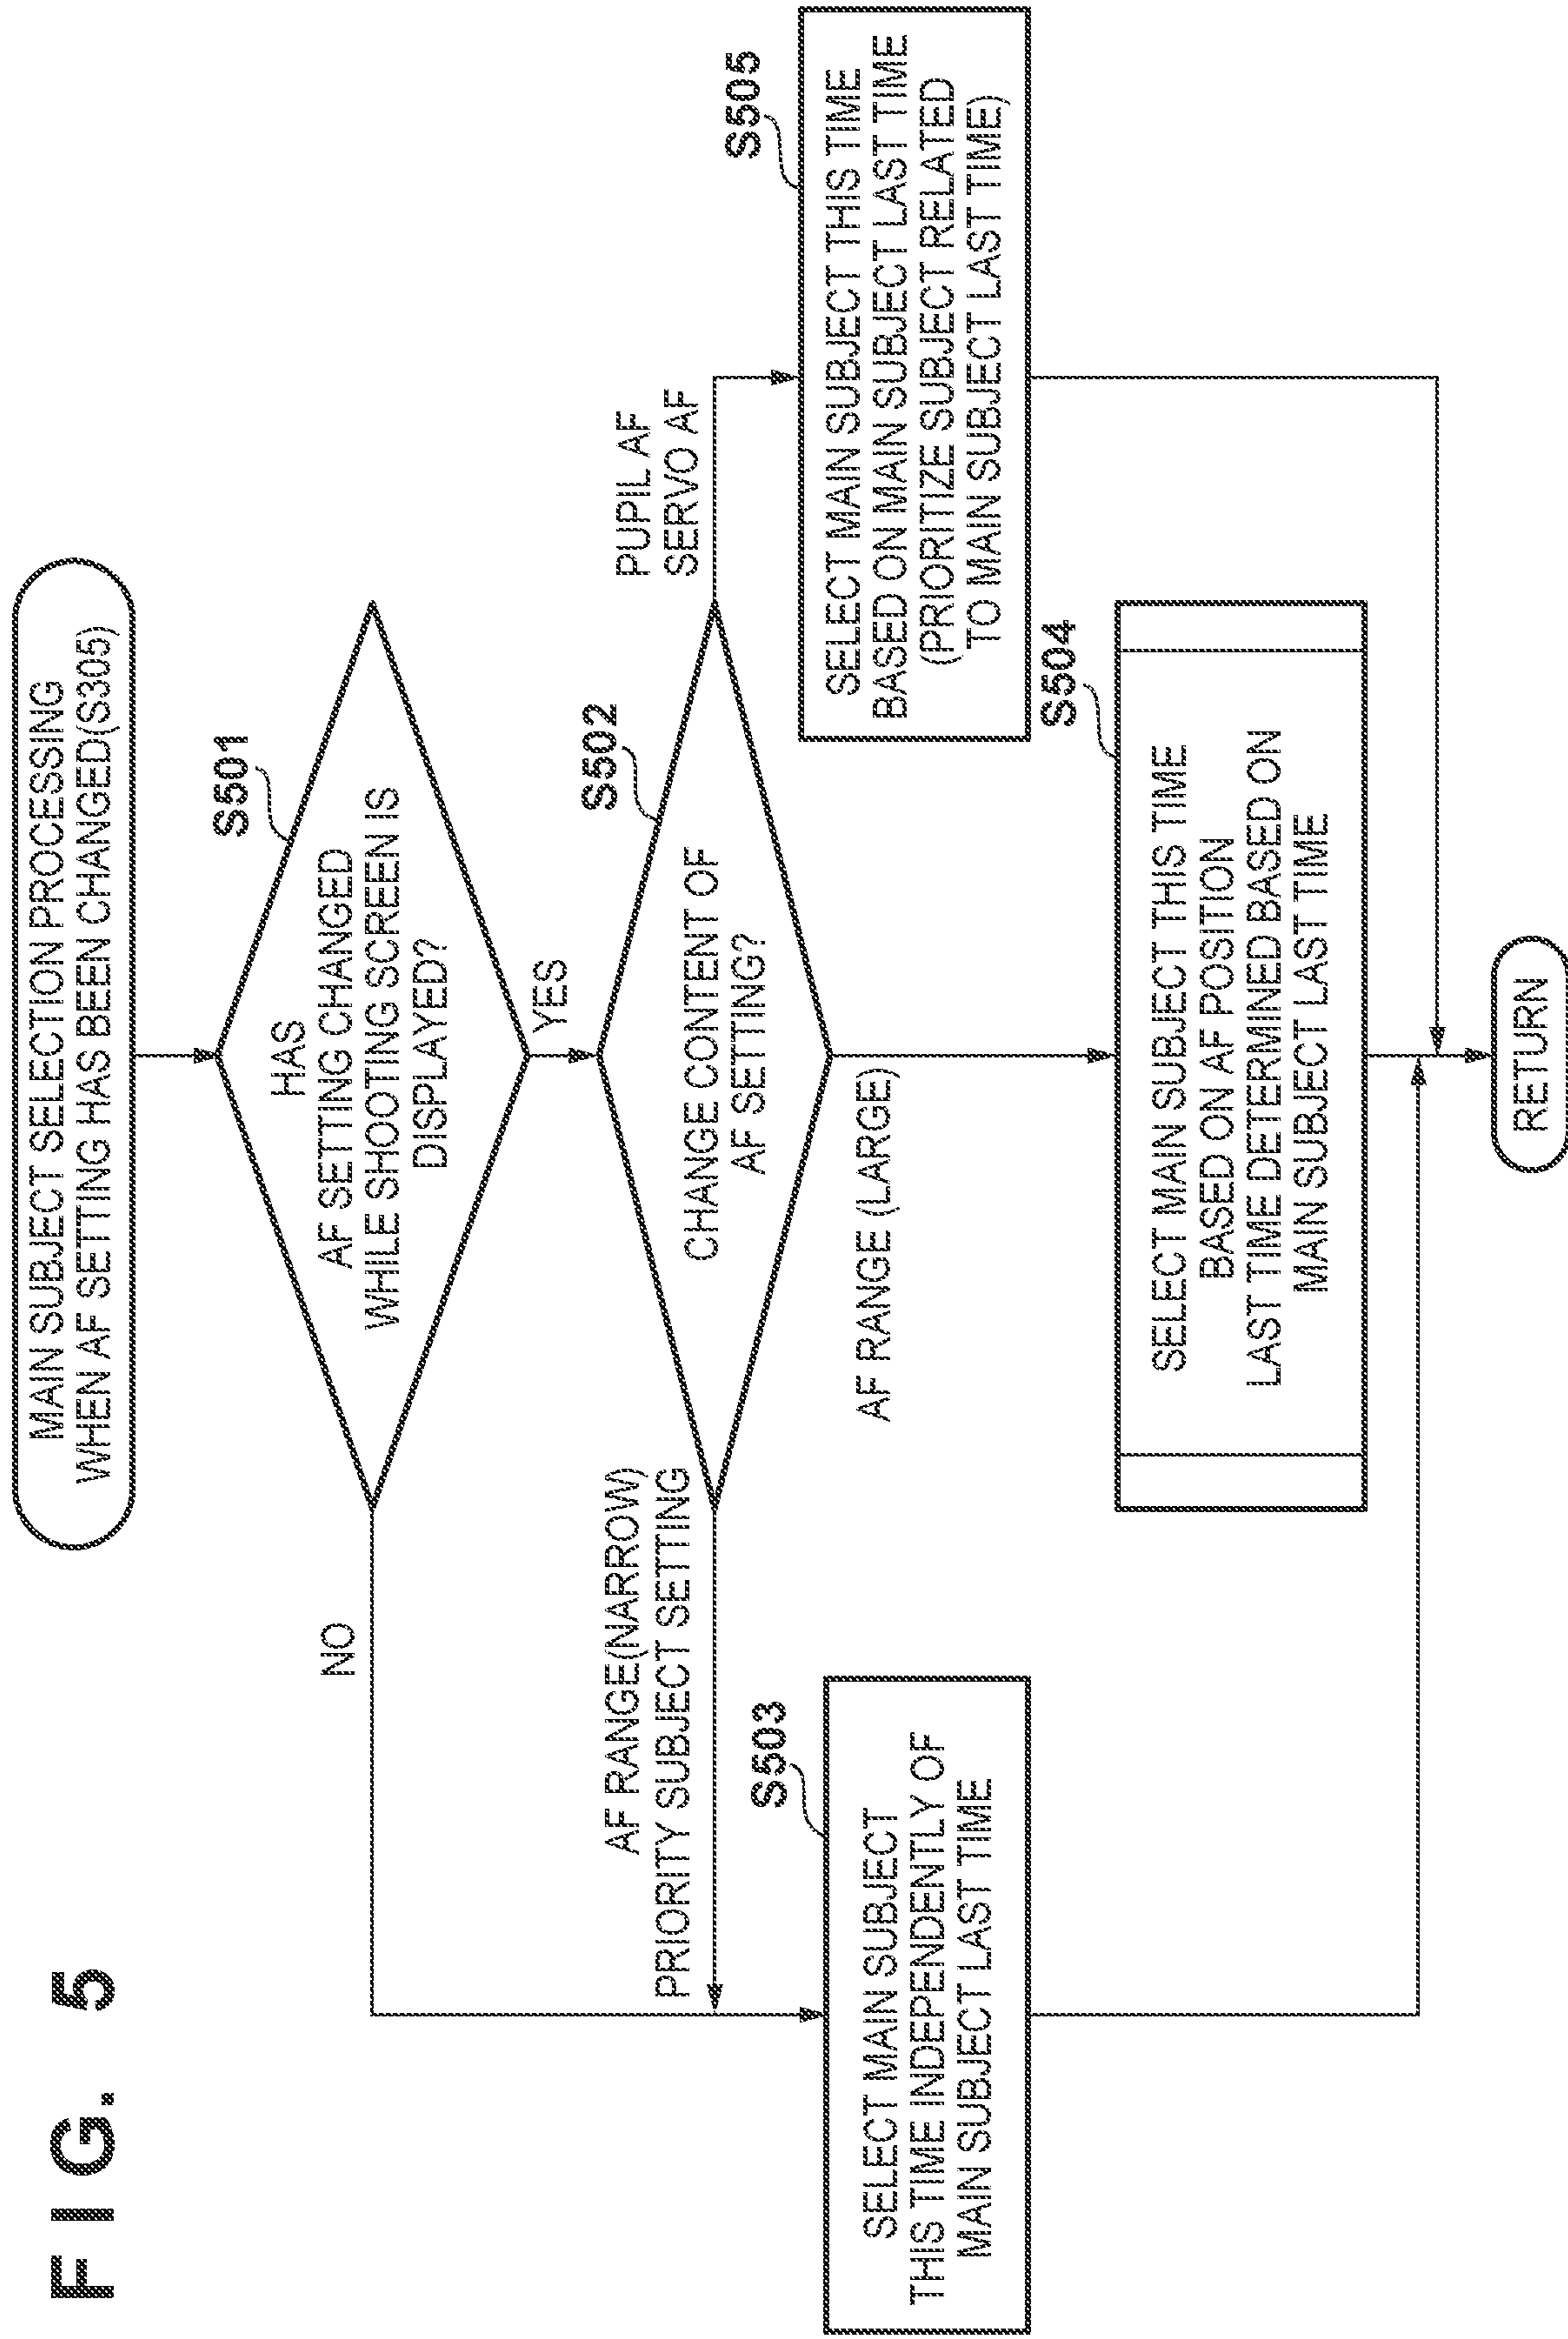 FIG. 5
MAIN SUBJECT SELECTION PROCESSING
WHEN AF SETTING HAS BEEN CHANGED(S305)
S501
HAS
AF SETTING CHANGED
WHILE SHOOTING SCREEN IS
DISPLAYED?
NO
YES
S502
CHANGE CONTENT OF
AF SETTING?
AF RANGE(NARROW)
PRIORITY SUBJECT SETTING
PUPIL AF
SERVO AF
AF RANGE (LARGE)
S503
SELECT MAIN SUBJECT
THIS TIME INDEPENDENTLY OF
MAIN SUBJECT LAST TIME
S505
SELECT MAIN SUBJECT THIS TIME
BASED ON MAIN SUBJECT LAST TIME
(PRIORITIZE SUBJECT RELATED
TO MAIN SUBJECT LAST TIME)
S504
SELECT MAIN SUBJECT THIS TIME
BASED ON AF POSITION
LAST TIME DETERMINED BASED ON
MAIN SUBJECT LAST TIME
RETURN